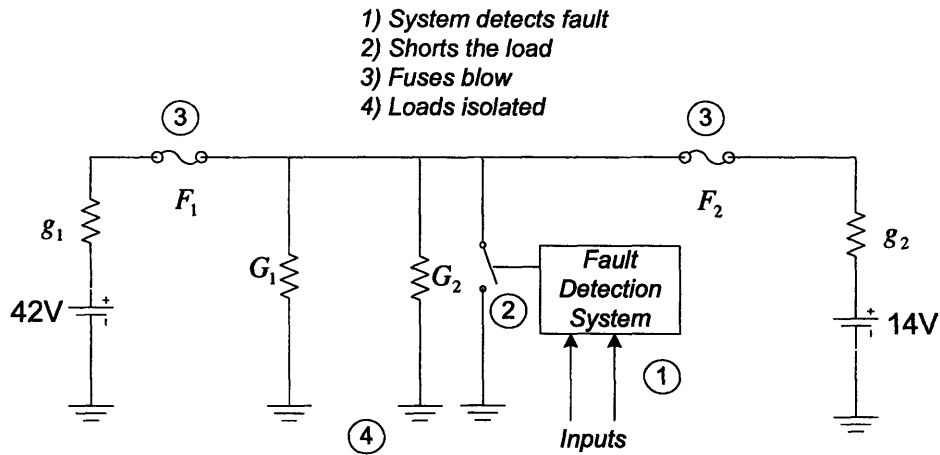 1) System detects fault
2) Shorts the load
3) Fuses blow
4) Loads isolated
3
3
F1
F2
g1
g2
G1
G2
Fault
Detection
System
42V
+
-
2
+
-
14V
1
4
Inputs